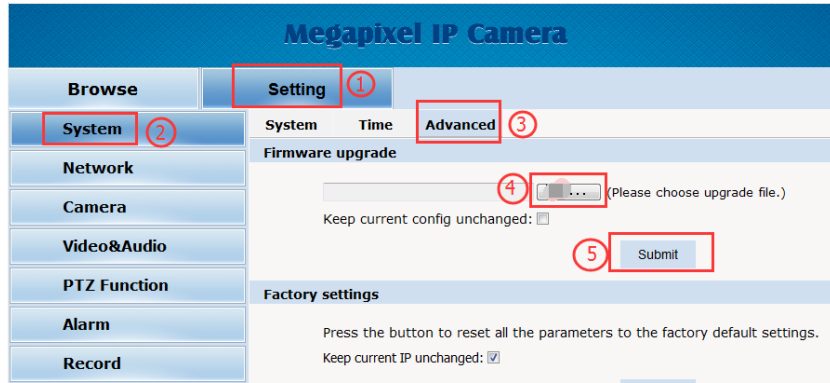 Megapixel IP Camera
Browse Setting 1
System 2 System Time Advanced 3
Firmware upgrade
Network
4 ... (Please choose upgrade file.)
Camera
Keep current config unchanged:
Video&Audio
5 Submit
PTZ Function
Factory settings
Alarm
Press the button to reset all the parameters to the factory default settings.
Record
Keep current IP unchanged: